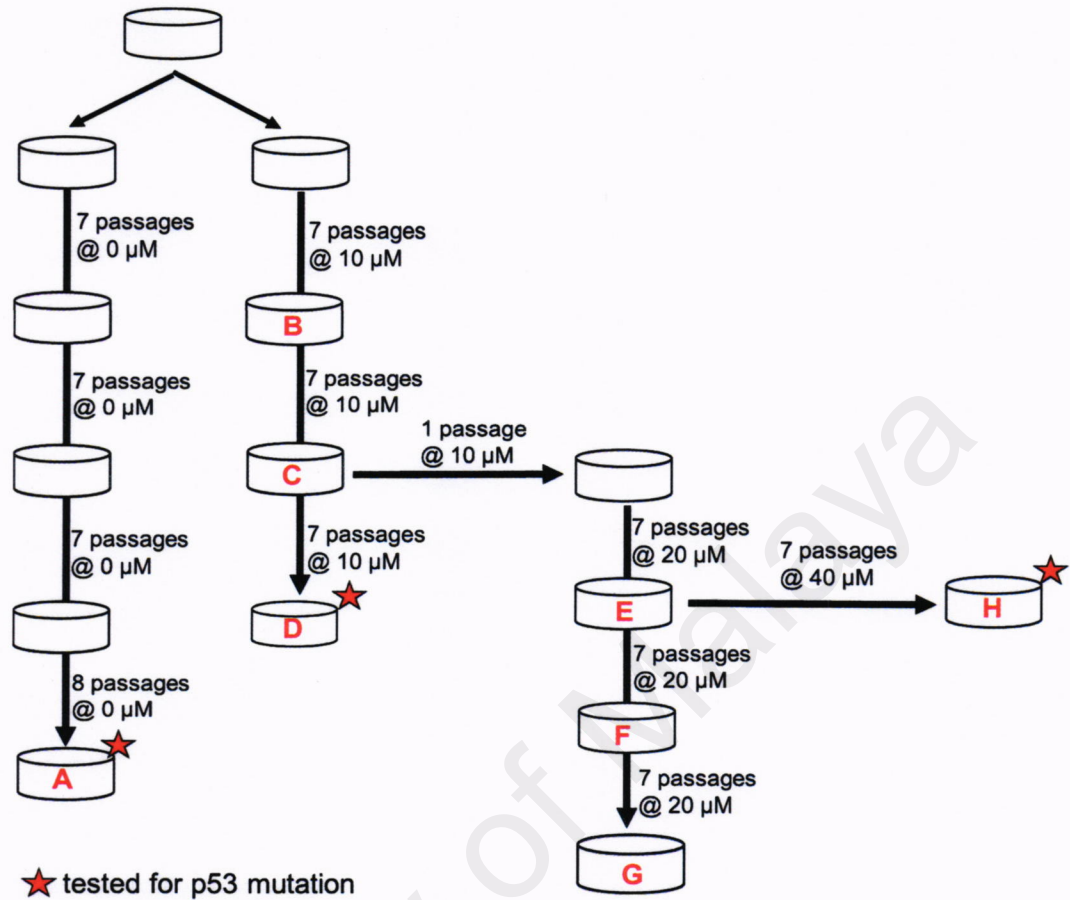 7 passages
@ 0 µM
7 passages
@ 10 µM
B
7 passages
@ 0 µM
7 passages
@ 10 µM
1 passage
@ 10 µM
C
7 passages
@ 0 µM
7 passages
@ 10 µM
7 passages
@ 20 µM
7 passages
@ 40 µM
D
E
H
8 passages
@ 0 µM
7 passages
@ 20 µM
F
A
7 passages
@ 20 µM
G
tested for p53 mutation
of Malaya